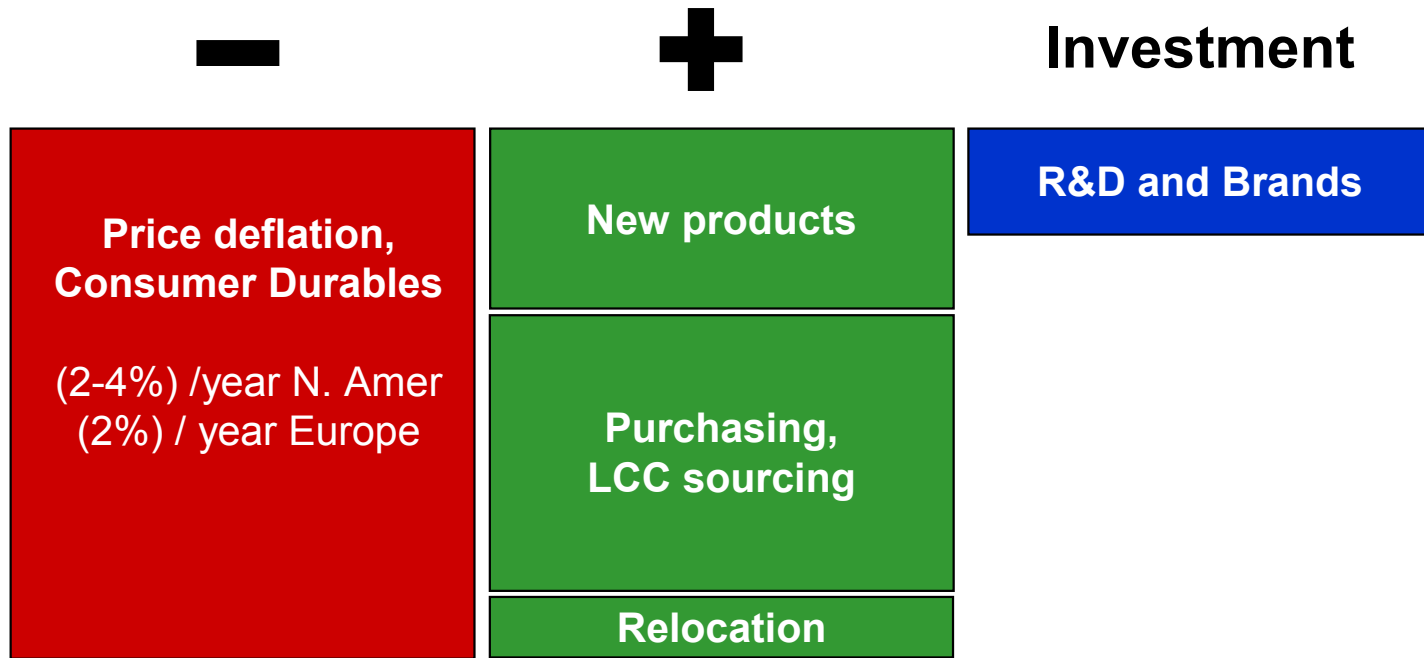 Investment
Price deflation,
Consumer Durables
(2-4%) /year N. Amer
(2%) / year Europe
New products
Purchasing,
LCC sourcing
Relocation
R&D and Brands